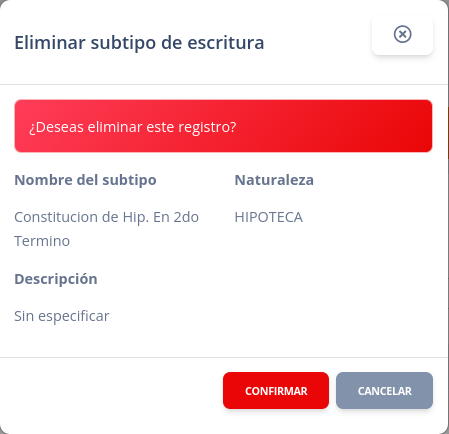 Eliminar subtipo de escritura
¿Deseas eliminar este registro?
Nombre del subtipo
Naturaleza
Constitucion de Hip. En 2do
Termino
HIPOTECA
Descripción
Sin especificar
CONFIRMAR
CANCELAR